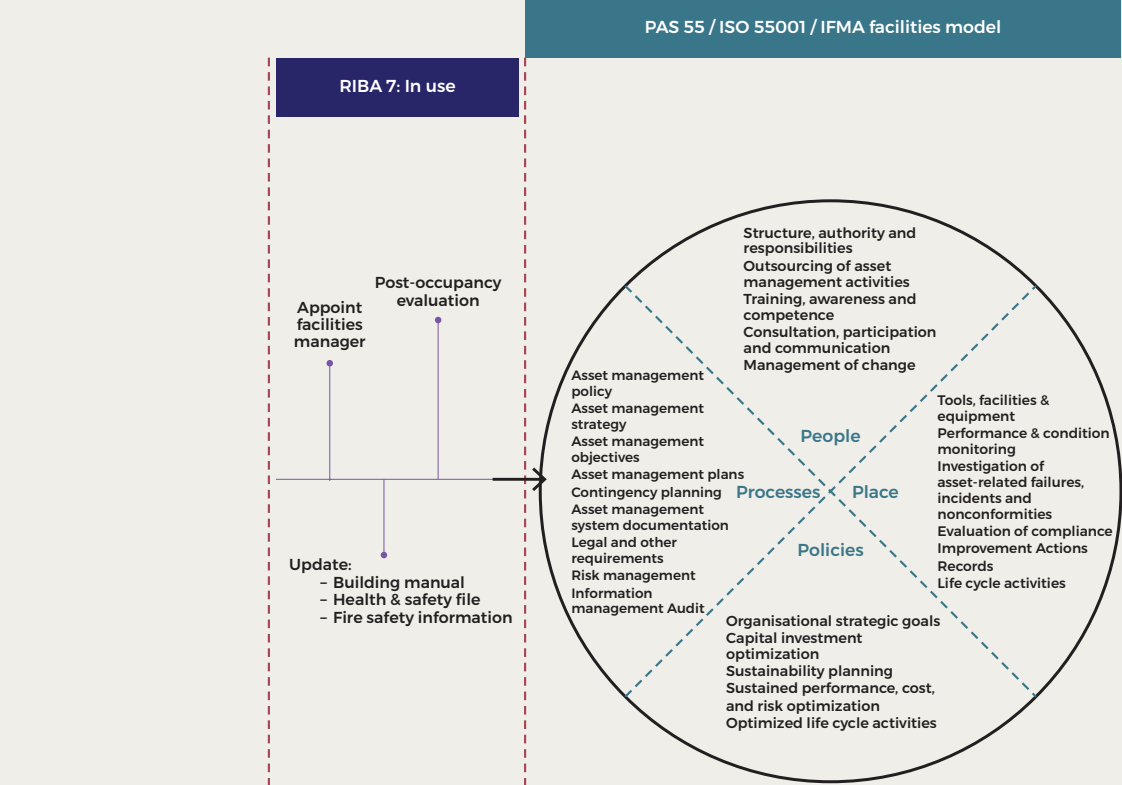 PAS 55 / ISO 55001 / IFMA facilities model
RIBA 7: In use
Appoint
facilities
manager
Post-occupancy
evaluation
Update:
– Building manual
– Health & safety file
– Fire safety information
Structure, authority and
responsibilities
Outsourcing of asset
management activities
Training, awareness and
competence
Consultation, participation
and communication
Management of change
People
Asset management
policy
Asset management
strategy
Asset management
objectives
Asset management plans
Contingency planning
Asset management
system documentation
Legal and other
requirements
Risk management
Information
management Audit
Processes
Place
Tools, facilities &
equipment
Performance & condition
monitoring
Investigation of
asset-related failures,
incidents and
nonconformities
Evaluation of compliance
Improvement Actions
Records
Life cycle activities
Policies
Organisational strategic goals
Capital investment
optimization
Sustainability planning
Sustained performance, cost,
and risk optimization
Optimized life cycle activities